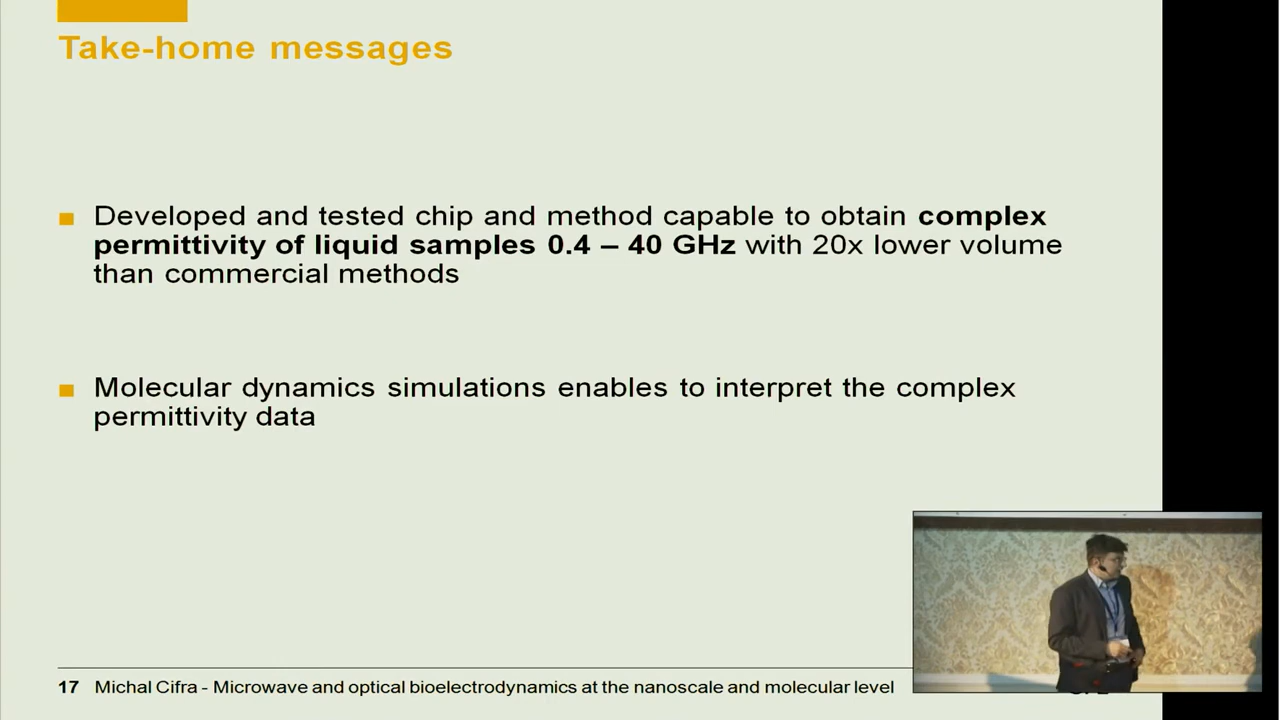 Take-home messages
Developed and tested chip and method capable to obtain complex
permittivity of liquid samples 0.4 – 40 GHz with 20x lower volume
than commercial methods
Molecular dynamics simulations enables to interpret the complex
permittivity data
17 Michal Cifra - Microwave and optical bioelectrodynamics at the nanoscale and molecular level